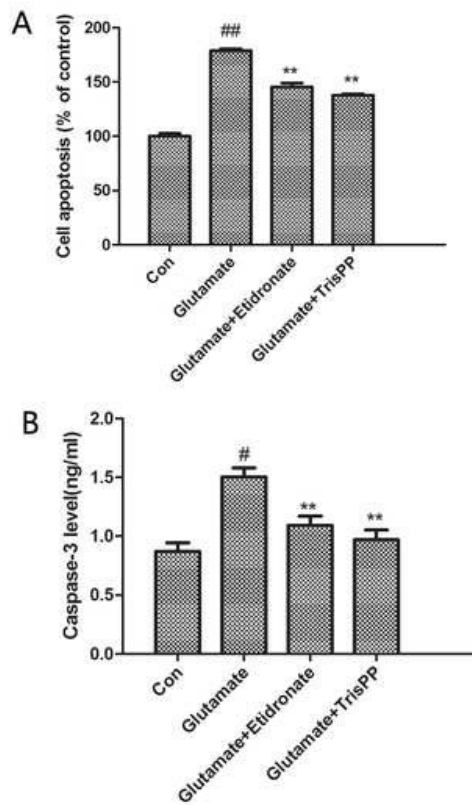 A
Cell apoptosis (% of control)
200
150
100
50
0
##
**
**
Con
Glutamate
Glutamate+Etidronate
Glutamate+TrisPP
B
Caspase-3 level(ng/ml)
2.0
1.5
1.0
0.5
0.0
#
**
**
Con
Glutamate
Glutamate+Etidronate
Glutamate+TrisPP